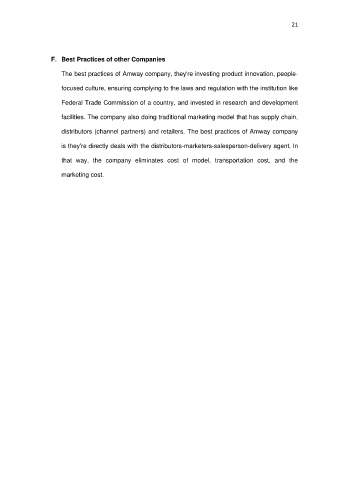 21
F. Best Practices of other Companies
The best practices of Amway company, they're investing product innovation, people-
focused culture, ensuring complying to the laws and regulation with the institution like
Federal Trade Commission of a country, and invested in research and development
facilities. The company also doing traditional marketing model that has supply chain,
distributors (channel partners) and retailers. The best practices of Amway company
is they're directly deals with the distributors-marketers-salesperson-delivery agent. In
that way, the company eliminates cost of model, transportation cost, and the
marketing cost.